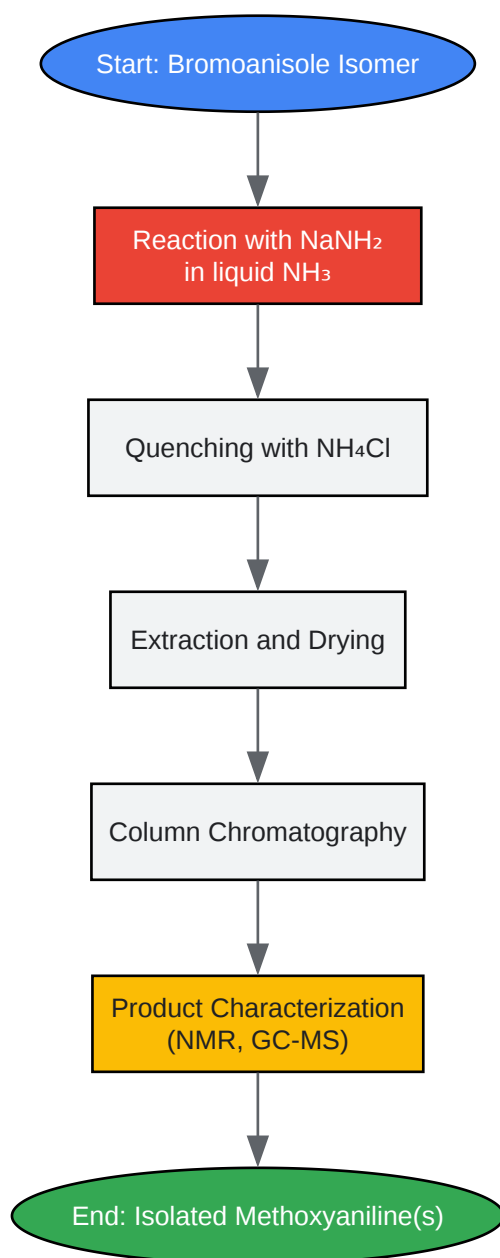 Start: Bromoanisole Isomer
Reaction with NaNH₂
in liquid NH₃
Quenching with NH₄Cl
Extraction and Drying
Column Chromatography
Product Characterization
(NMR, GC-MS)
End: Isolated Methoxyaniline(s)